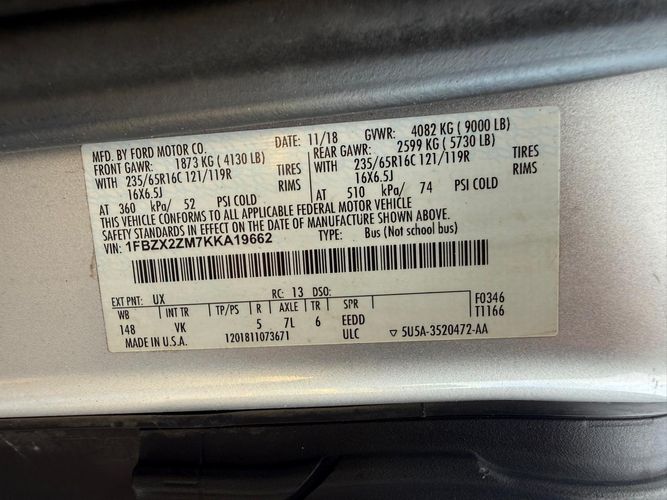 MFD. BY FORD MOTOR CO. DATE: 11/18 GVWR: 4082 KG ( 9000 LB)
FRONT GAWR: 1873 KG ( 4130 LB) REAR GAWR: 2599 KG ( 5730 LB)
WITH 235/65R16C 121/119R TIRES WITH 235/65R16C 121/119R TIRES
16X6.5J RIMS 16X6.5J RIMS
AT 360 kPa/ 52 PSI COLD AT 510 kPa/ 74 PSI COLD
THIS VEHICLE CONFORMS TO ALL APPLICABLE FEDERAL MOTOR VEHICLE
SAFETY STANDARDS IN EFFECT ON THE DATE OF MANUFACTURE SHOWN ABOVE.
VIN: 1FBZX2ZM7KKA19662 TYPE: Bus (Not school bus)
EXT PNT: UX RC: 13 DSO: F0346
WB INT TR TP/PS R AXLE TR SPR T1166
148 VK 5 7L 6 EEDD
MADE IN U.S.A. 1201811073671 ULC ▽ 5U5A-3520472-AA